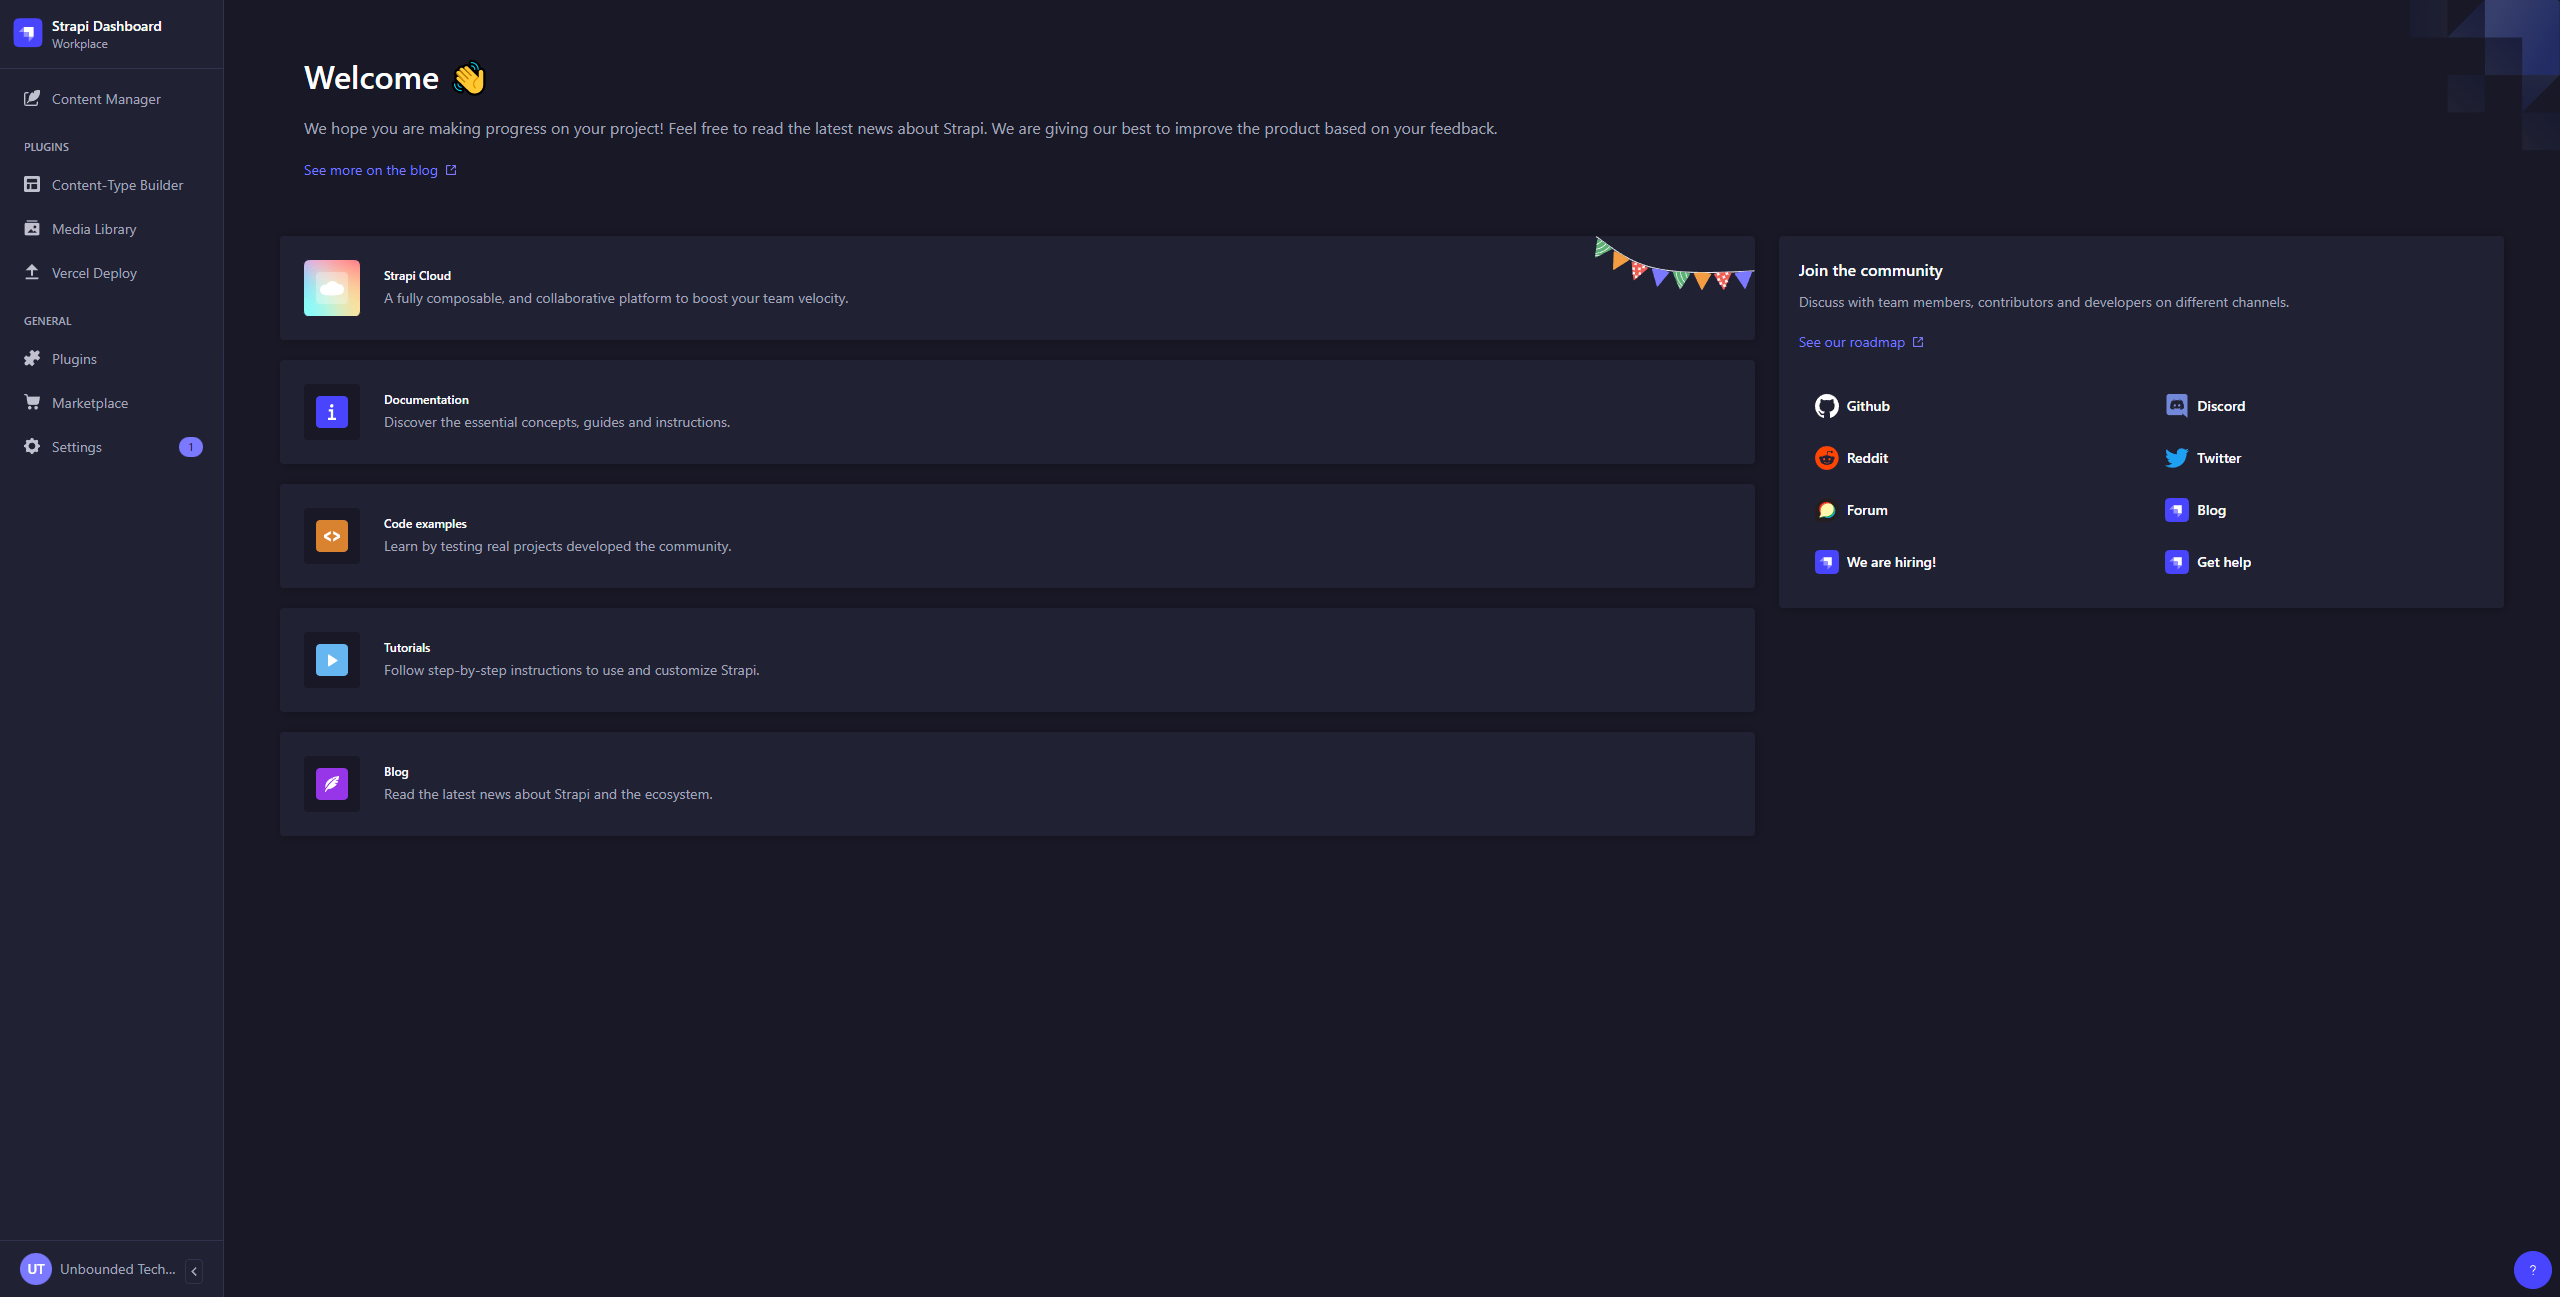 Strapi Dashboard
Workplace
Content Manager
PLUGINS
Content-Type Builder
Media Library
Vercel Deploy
GENERAL
Plugins
Marketplace
Settings
1
UT
Unbounded Tech...
Welcome 👋
We hope you are making progress on your project! Feel free to read the latest news about Strapi. We are giving our best to improve the product based on your feedback.
See more on the blog
Strapi Cloud
A fully composable, and collaborative platform to boost your team velocity.
Documentation
Discover the essential concepts, guides and instructions.
Code examples
Learn by testing real projects developed the community.
Tutorials
Follow step-by-step instructions to use and customize Strapi.
Blog
Read the latest news about Strapi and the ecosystem.
Join the community
Discuss with team members, contributors and developers on different channels.
See our roadmap
Github
Discord
Reddit
Twitter
Forum
Blog
We are hiring!
Get help
?